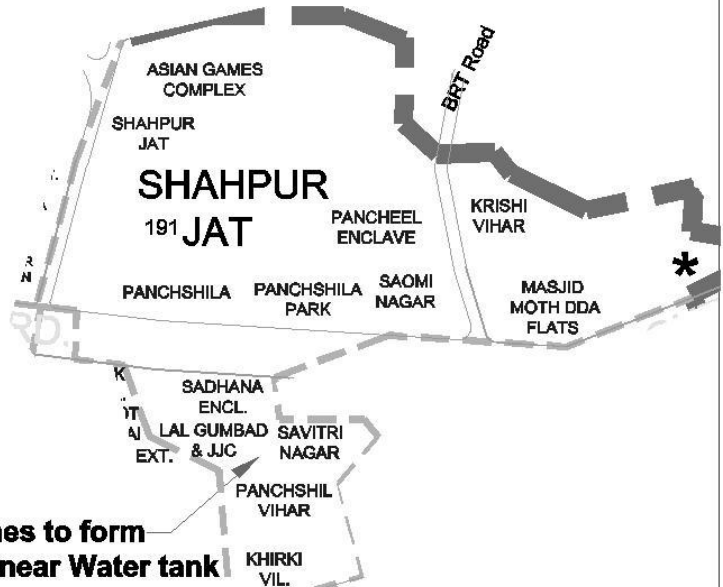 BRT Road
ASIAN GAMES
COMPLEX
SHAHPUR
JAT
SHAHPUR
191 JAT
PANCHEEL
ENCLAVE
KRISHI
VIHAR
PANCHSHILA
PANCHSHILA
PARK
SAOMI
NAGAR
MASJID
MOTH DDA
FLATS
*
RD.
SADHANA
ENCL.
LAL GUMBAD
& JJC
EXT.
SAVITRI
NAGAR
PANCHSHIL
VIHAR
nes to form
near Water tank
KHIRKI
VIL.